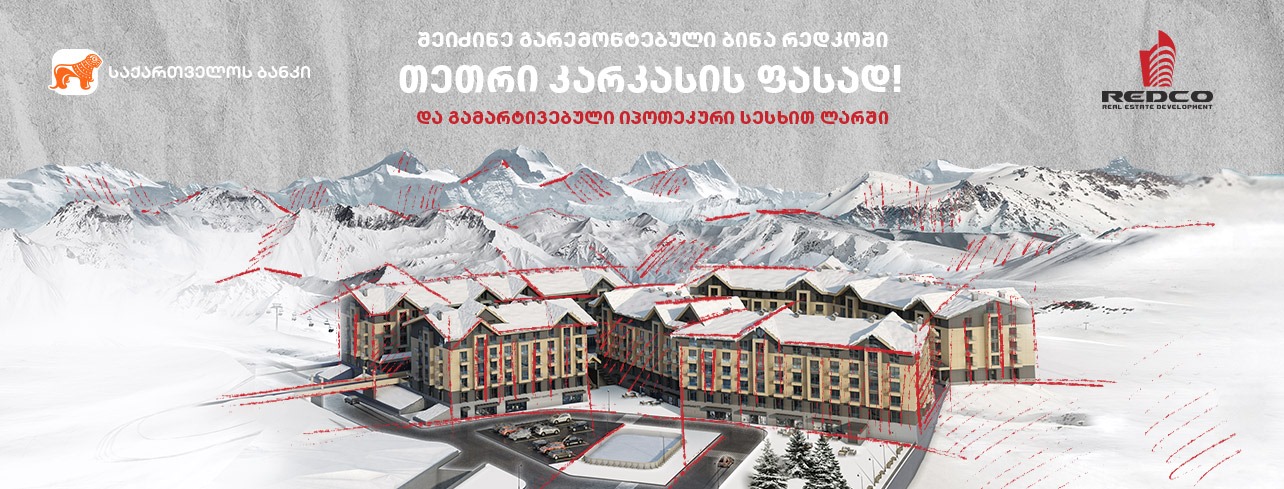 შეიძინე გარემონტებული ბინა რედკოში
თეთრი კარკასის ფასად!
და გამარტივებული იპოთეკური სესხით ლარში
საქართველოს ბანკი
REDCO
REAL ESTATE DEVELOPMENT